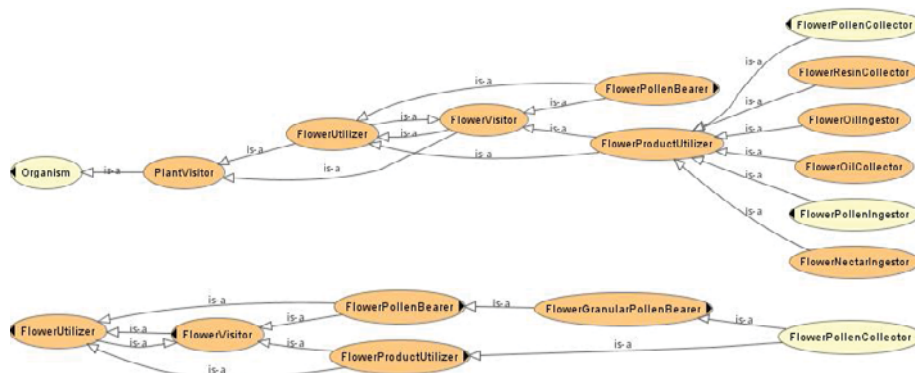 FlowerPollenCollector
is-a
FlowerResinCollector
is-a
is-a
FlowerPollenBearer
is-a
is-a
FlowerOilIngestor
FlowerVisitor
is-a
is-a
FlowerUtilizer
is-a
is-a
FlowerProductUtilizer
is-a
is-a
is-a
is-a
FlowerOilCollector
Organism
is-a
PlantVisitor
is-a
is-a
FlowerPollenIngestor
is-a
FlowerNectarIngestor
is-a
FlowerPollenBearer
is-a
FlowerGranularPollenBearer
is-a
is-a
FlowerUtilizer
is-a
FlowerVisitor
FlowerPollenCollector
is-a
is-a
is-a
FlowerProductUtilizer
is-a